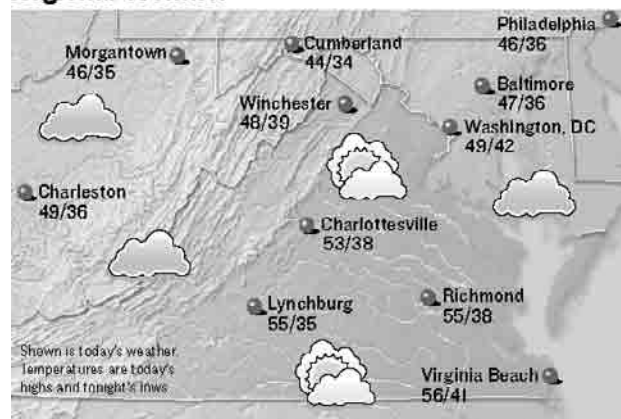 Philadelphia
46/36
Morgantown
46/35
Cumberland
44/34
Baltimore
47/36
Winchester
48/39
Washington, DC
49/42
Charleston
49/36
Charlottesville
53/38
Lynchburg
55/35
Richmond
55/38
Shown is today's weather.
Temperatures are today's
highs and tonight's lows
Virginia Beach
56/41